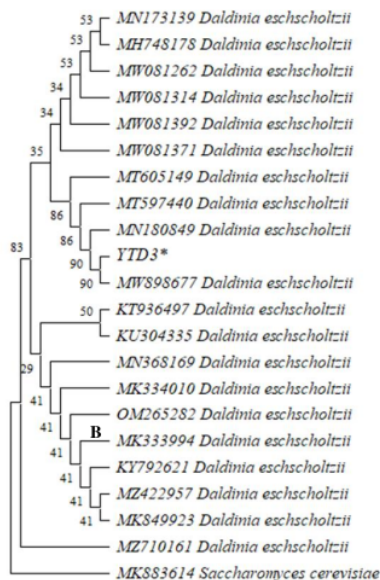 53
MN173139 Daldinia eschscholtzii
53
MH748178 Daldinia eschscholtzii
53
MW081262 Daldinia eschscholtzii
34
MW081314 Daldinia eschscholtzii
34
MW081392 Daldinia eschscholtzii
35
MW081371 Daldinia eschscholtzii
MT605149 Daldinia eschscholtzii
86
MT597440 Daldinia eschscholtzii
86
MN180849 Daldinia eschscholtzii
83
90
YTD3*
90
MW898677 Daldinia eschscholtzii
50
KT936497 Daldinia eschscholtzii
KU304335 Daldinia eschscholtzii
29
MN368169 Daldinia eschscholtzii
41
MK334010 Daldinia eschscholtzii
41
OM265282 Daldinia eschscholtzii
B
41
MK333994 Daldinia eschscholtzii
41
KY792621 Daldinia eschscholtzii
41
MZ422957 Daldinia eschscholtzii
41
MK849923 Daldinia eschscholtzii
MZ710161 Daldinia eschscholtzii
MK883614 Saccharomyces cerevisiae